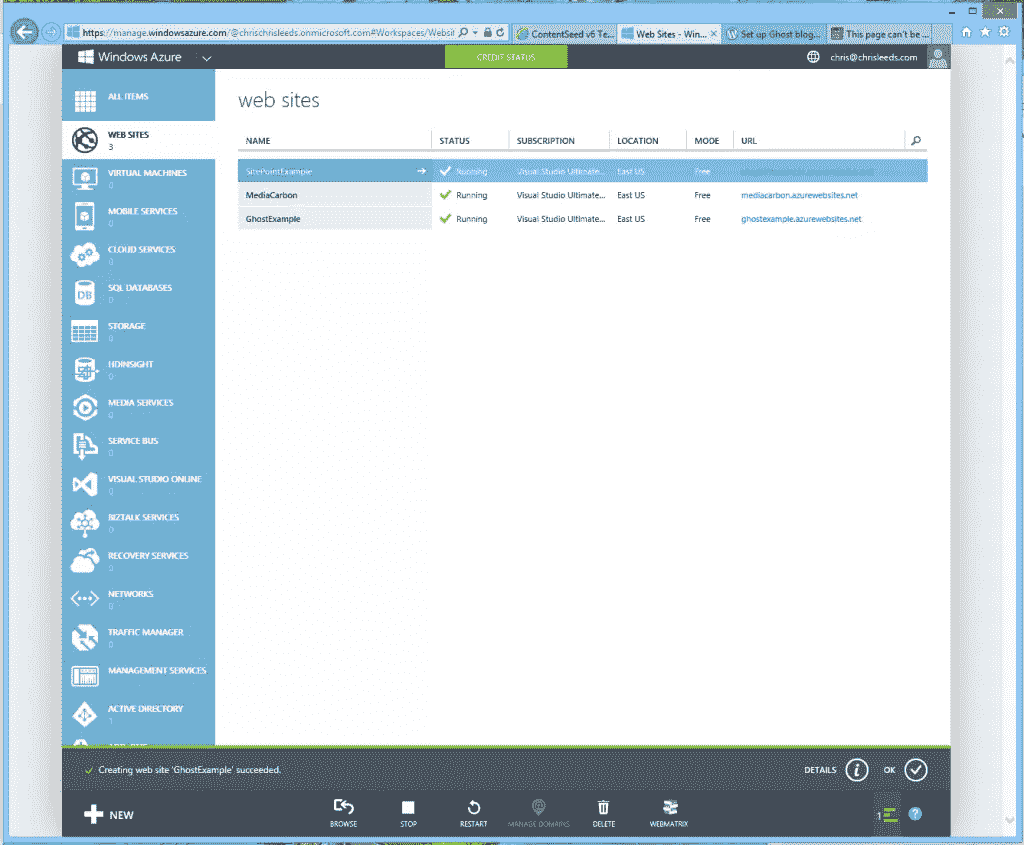 https://manage.windowsazure.com/@chrischrisleeds.onmicrosoft.com#Workspaces/Websit
ContentSeed v6 Te...
Web Sites - Win...
Set up Ghost blog...
This page can't be ...
Windows Azure
CREDIT STATUS
chris@chrisleeds.com
ALL ITEMS
WEB SITES
3
VIRTUAL MACHINES
0
MOBILE SERVICES
0
CLOUD SERVICES
0
SQL DATABASES
0
STORAGE
0
HDINSIGHT
0
MEDIA SERVICES
0
SERVICE BUS
0
VISUAL STUDIO ONLINE
0
BIZTALK SERVICES
0
RECOVERY SERVICES
0
NETWORKS
0
TRAFFIC MANAGER
0
MANAGEMENT SERVICES
ACTIVE DIRECTORY
1
web sites
NAME STATUS SUBSCRIPTION LOCATION MODE URL
SitePointExample Running Visual Studio Ultimate... East US Free
MediaCarbon Running Visual Studio Ultimate... East US Free mediacarbon.azurewebsites.net
GhostExample Running Visual Studio Ultimate... East US Free ghostexample.azurewebsites.net
Creating web site 'GhostExample' succeeded.
DETAILS OK
NEW
BROWSE STOP RESTART MANAGE DOMAINS DELETE WEBMATRIX
1